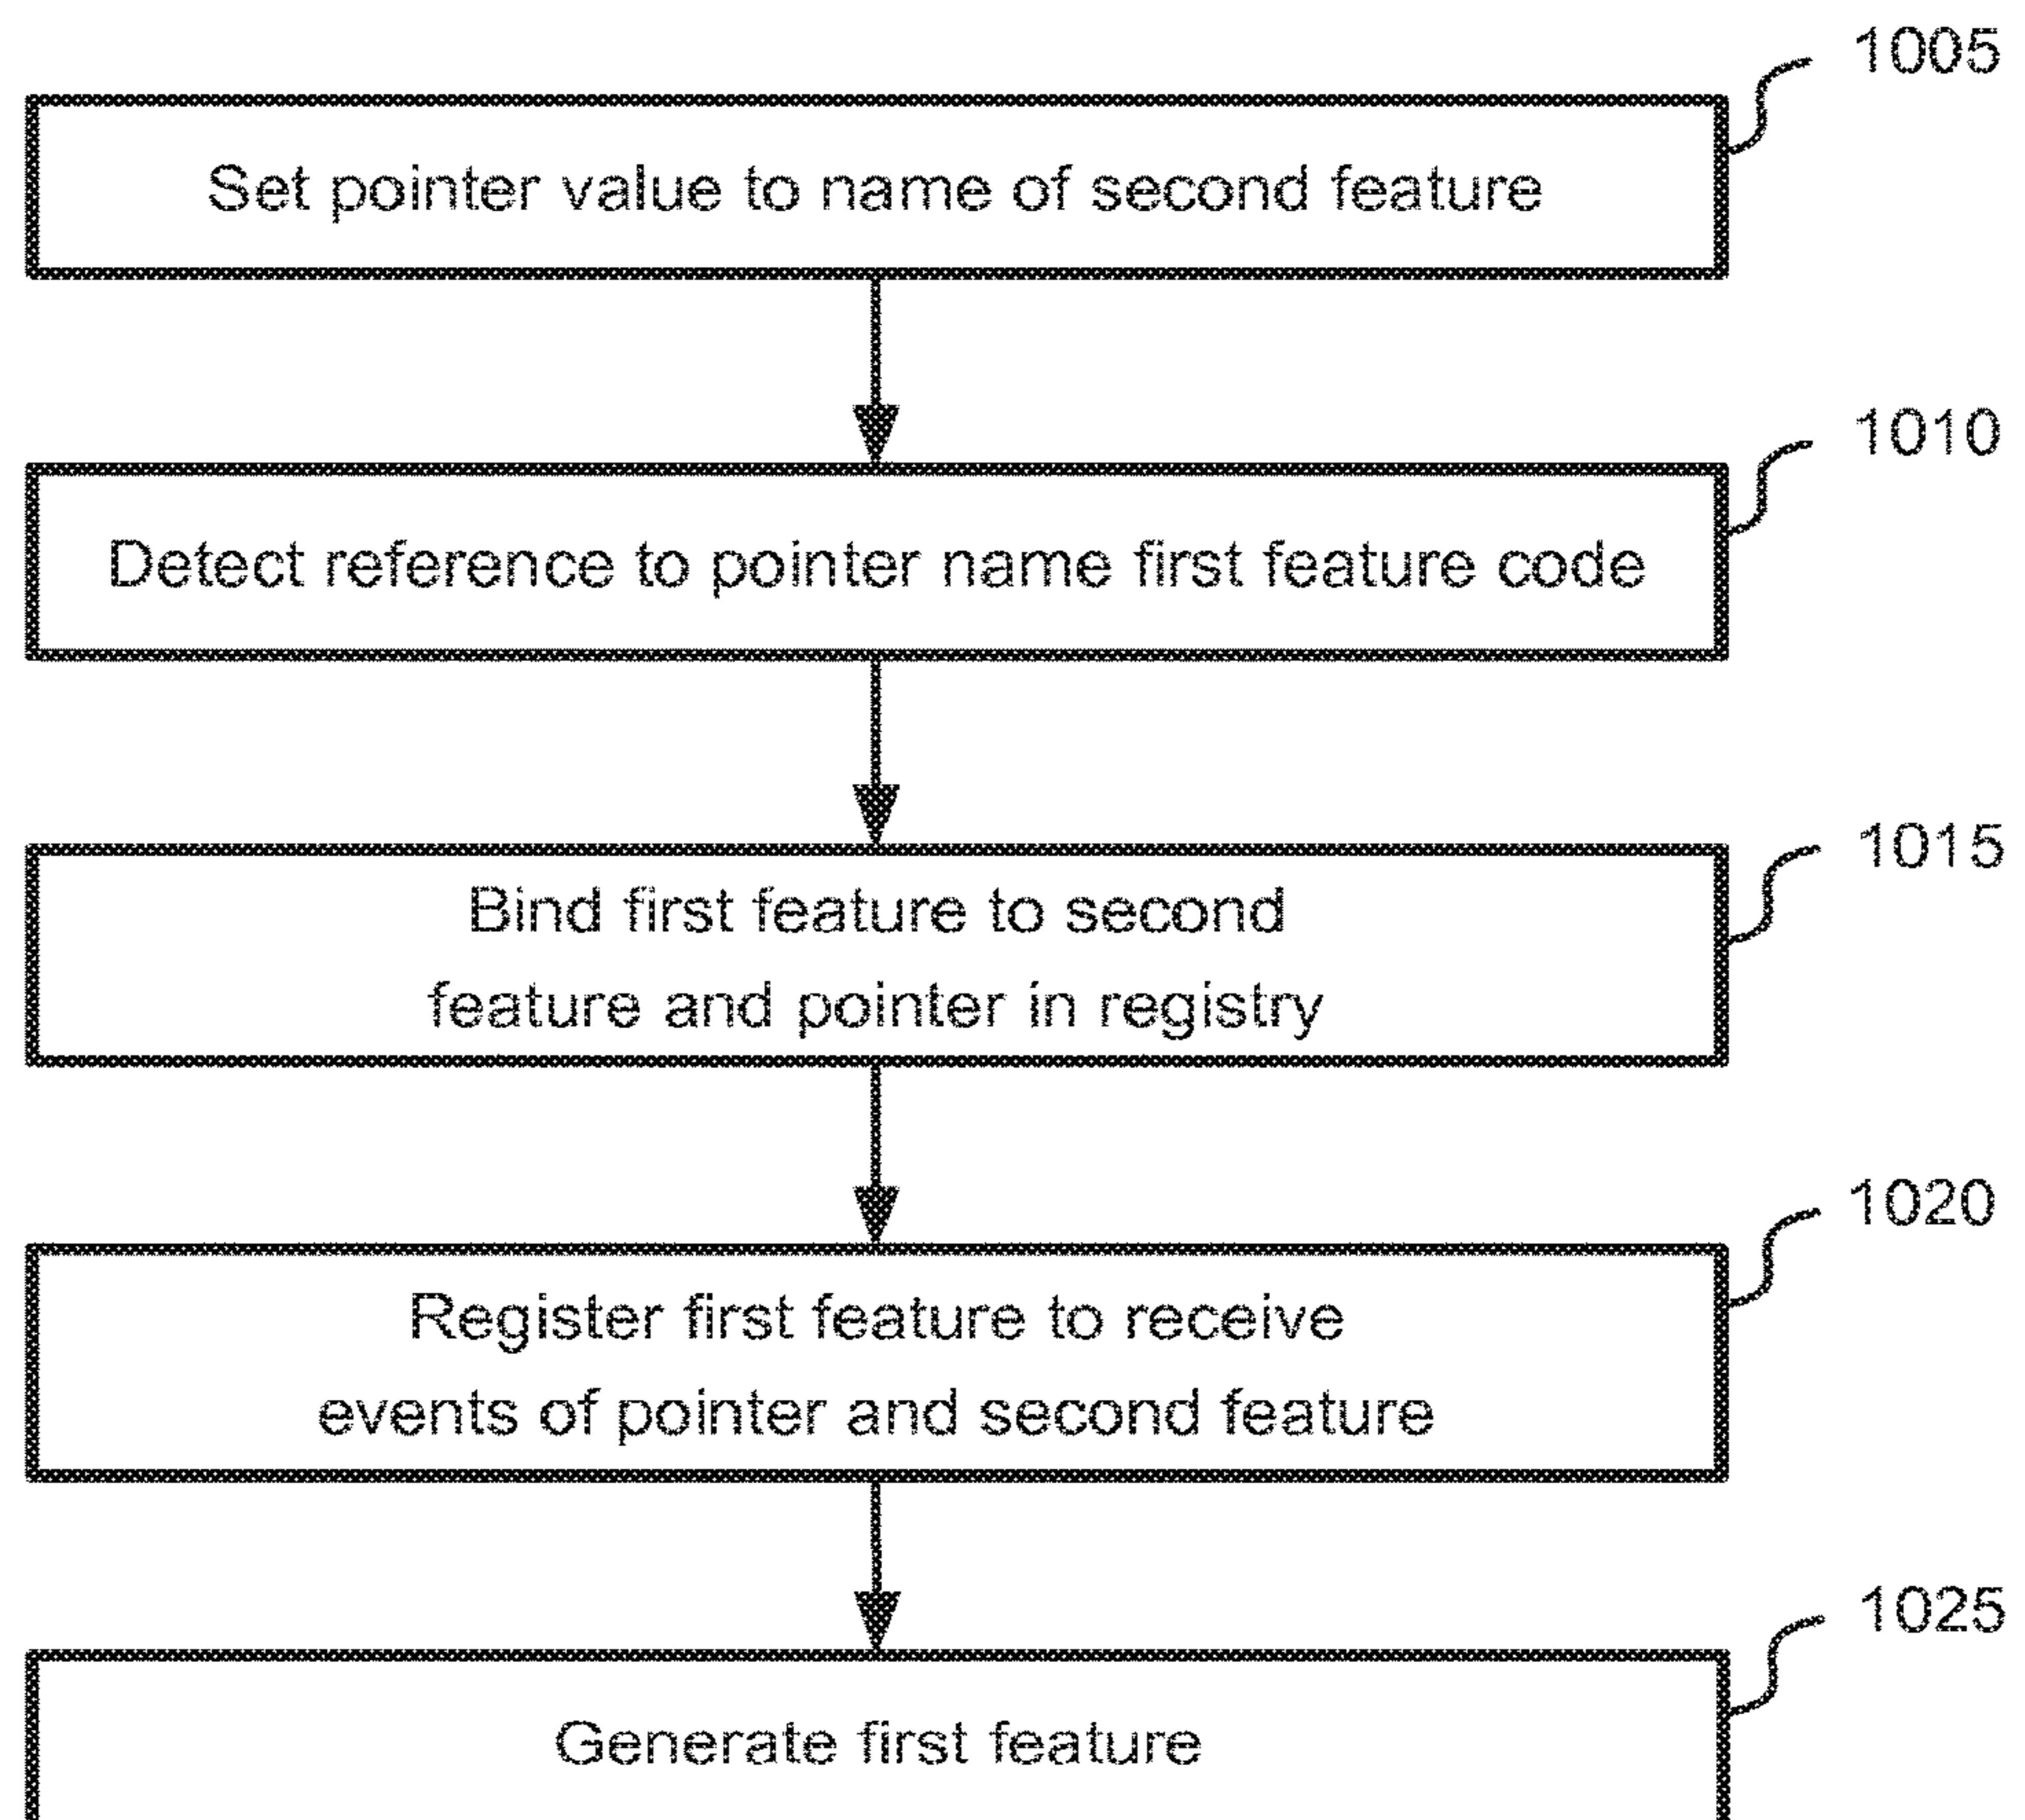 1005
Set pointer value to name of second feature
1010
Detect reference to pointer name first feature code
1015
Bind first feature to second
feature and pointer in registry
1020
Register first feature to receive
events of pointer and second feature
1025
Generate first feature